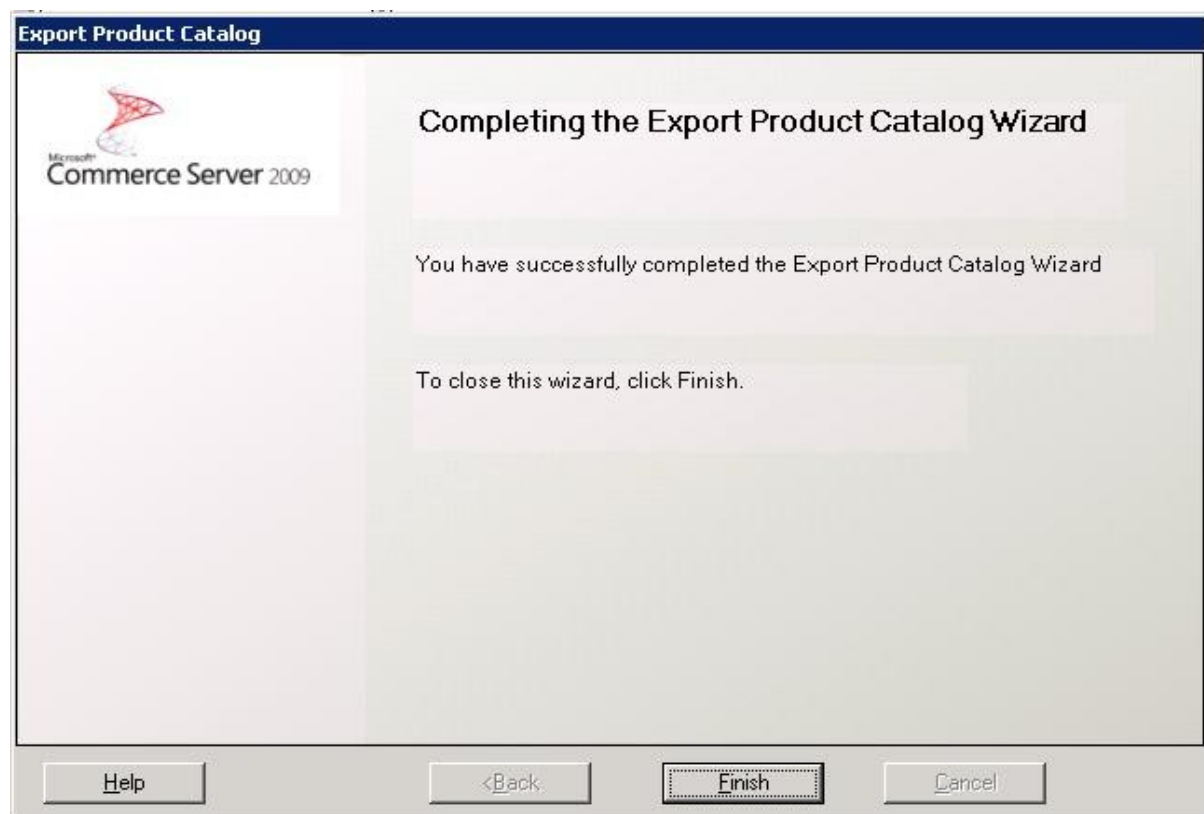 Export Product Catalog
Completing the Export Product Catalog Wizard
Microsoft
Commerce Server 2009
You have successfully completed the Export Product Catalog Wizard
To close this wizard, click Finish.
Help
<Back
Finish
Cancel